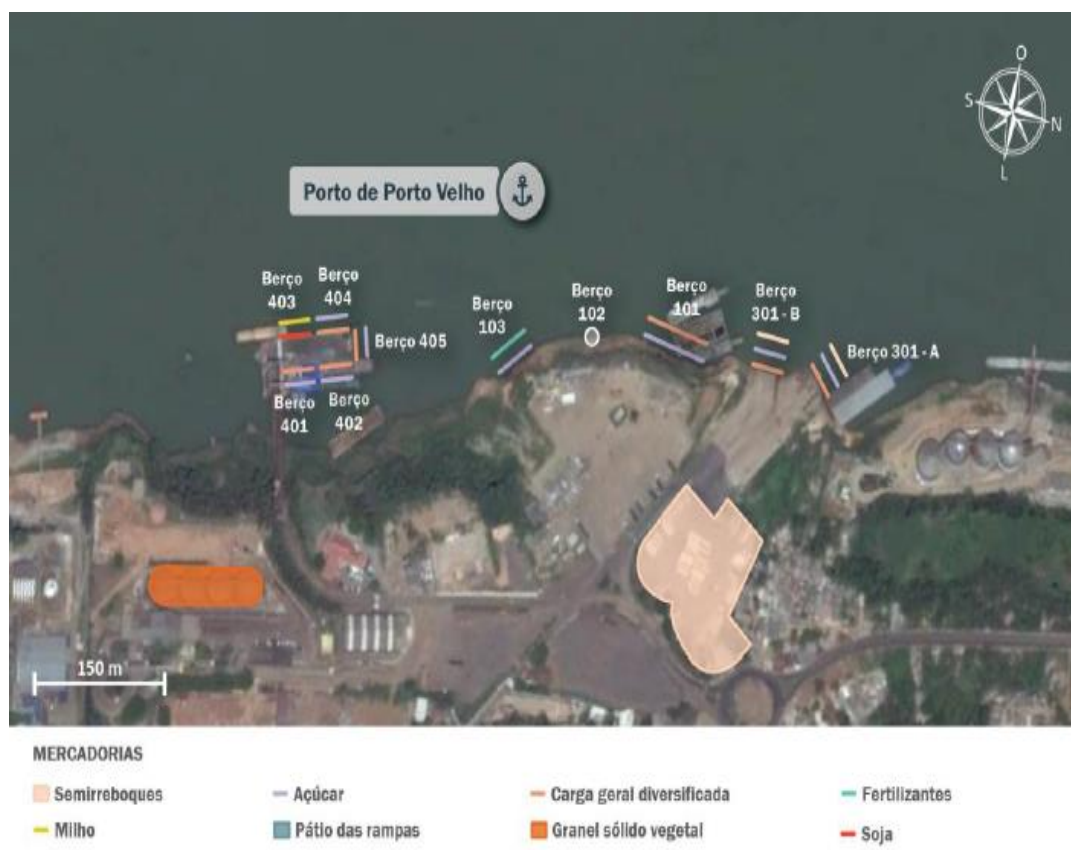 O
S
N
L
Porto de Porto Velho
Berço
403
Berço
404
Berço 405
Berço
401
Berço
402
Berço
103
Berço
102
Berço
101
Berço
301 - B
Berço 301 - A
150 m
MERCADORIAS
Semirreboques
Açúcar
Carga geral diversificada
Fertilizantes
Milho
Pátio das rampas
Granel sólido vegetal
Soja